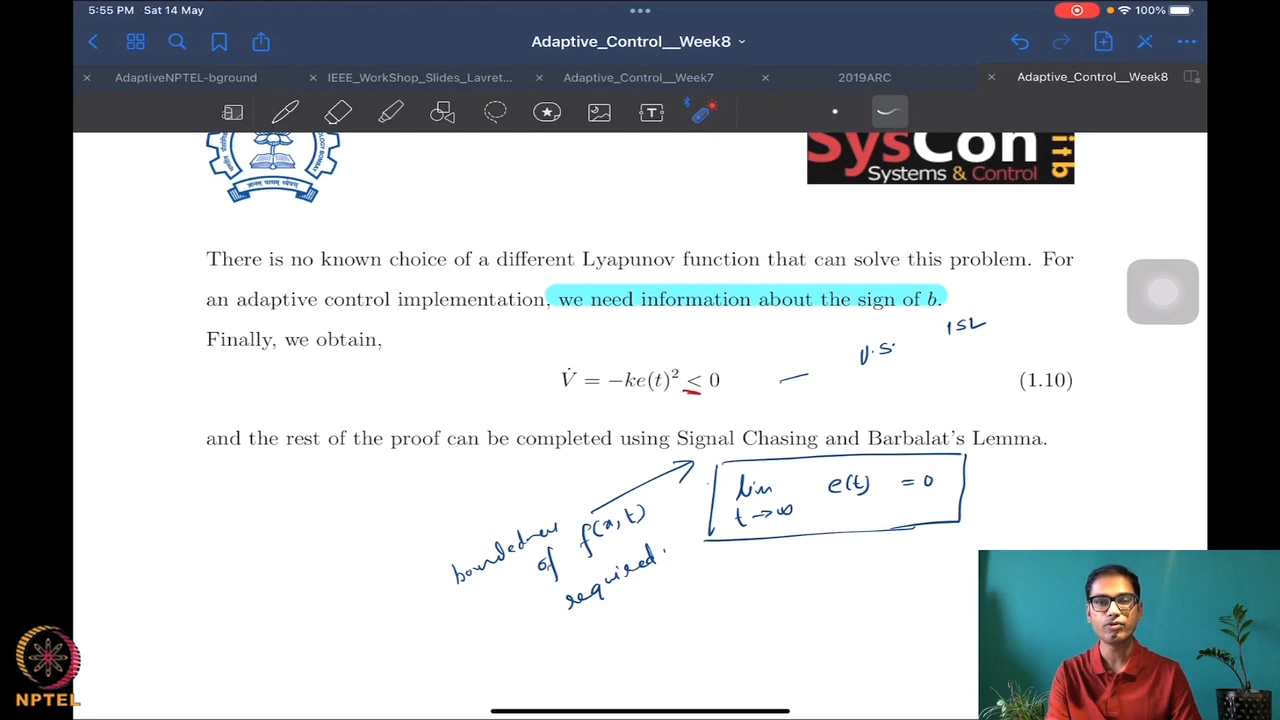 5:55 PM Sat 14 May
100%
Adaptive_Control__Week8
AdaptiveNPTEL-bground
IEEE_WorkShop_Slides_Lavret...
Adaptive_Control__Week7
2019ARC
Adaptive_Control__Week8
SysCon
Systems & Control
iitb
There is no known choice of a different Lyapunov function that can solve this problem. For
an adaptive control implementation, we need information about the sign of b.
Finally, we obtain,
U.S. ISL
V̇ = −ke(t)² < 0 (1.10)
and the rest of the proof can be completed using Signal Chasing and Barbalat's Lemma.
lim e(t) = 0
t→∞
boundedness
of f(x,t)
required.
NPTEL